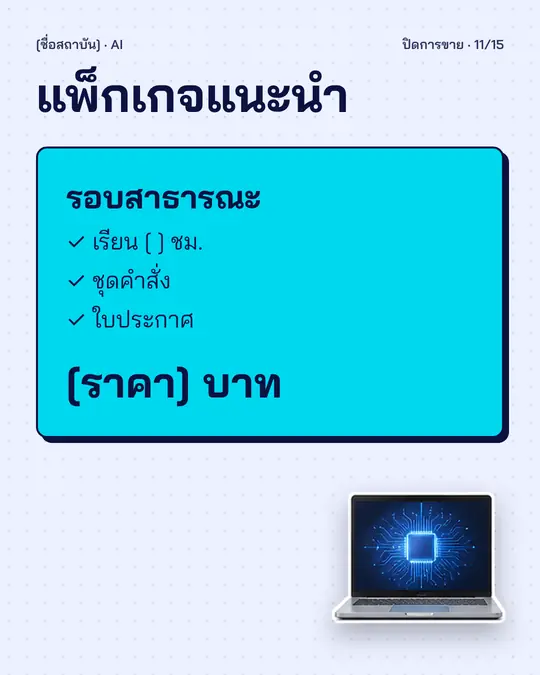 (ชื่อสถาบัน) · AI
ปิดการขาย · 11/15
แพ็กเกจแนะนำ
รอบสาธารณะ
✓ เรียน ( ) ชม.
✓ ชุดคำสั่ง
✓ ใบประกาศ
(ราคา) บาท